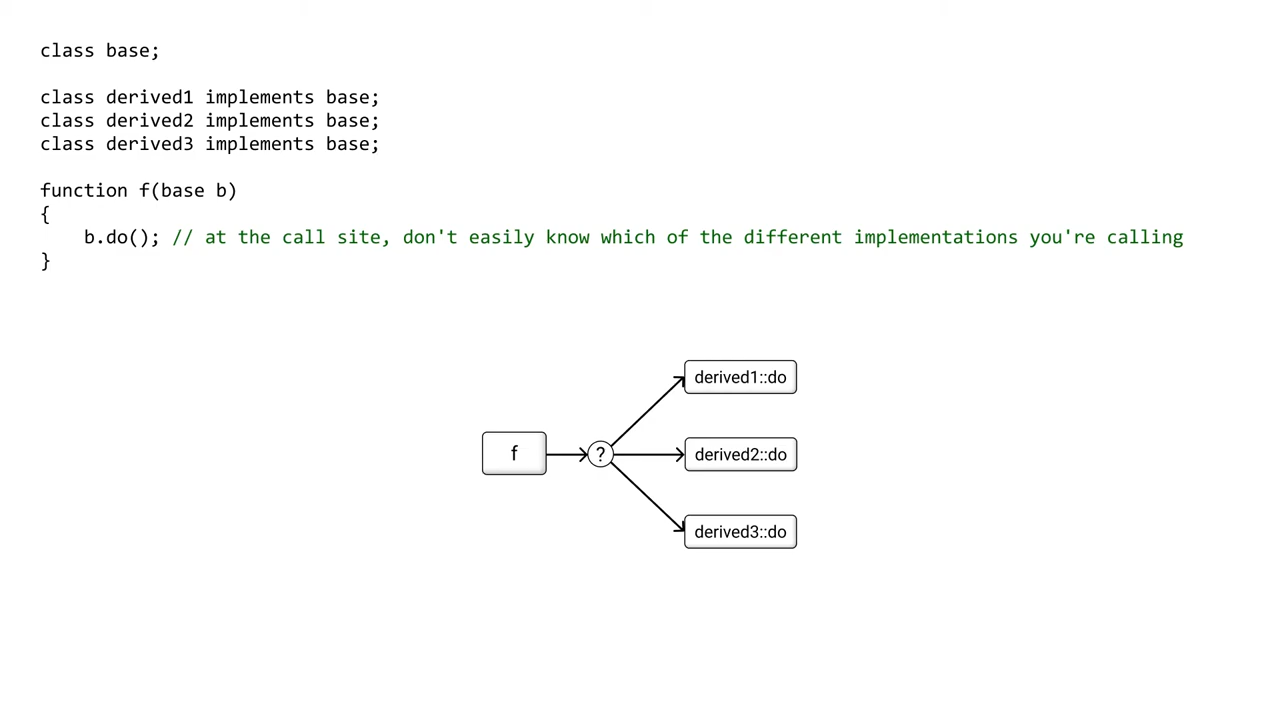 class base;
class derived1 implements base;
class derived2 implements base;
class derived3 implements base;
function f(base b)
{
b.do(); // at the call site, don't easily know which of the different implementations you're calling
}
derived1::do
f
?
derived2::do
derived3::do